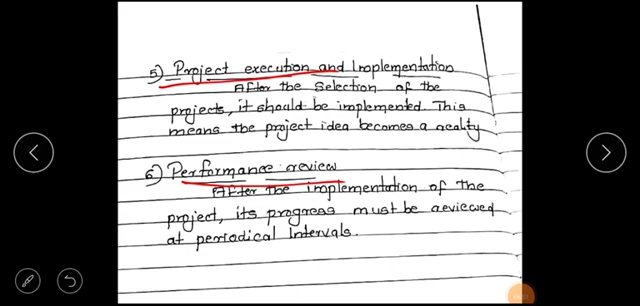 5) Project execution and Implementation
After the Selection of the
projects, it should be implemented. This
means the project idea becomes a reality
6) Performance review
After the implementation of the
project, its progress must be reviewed
at periodical Intervals.